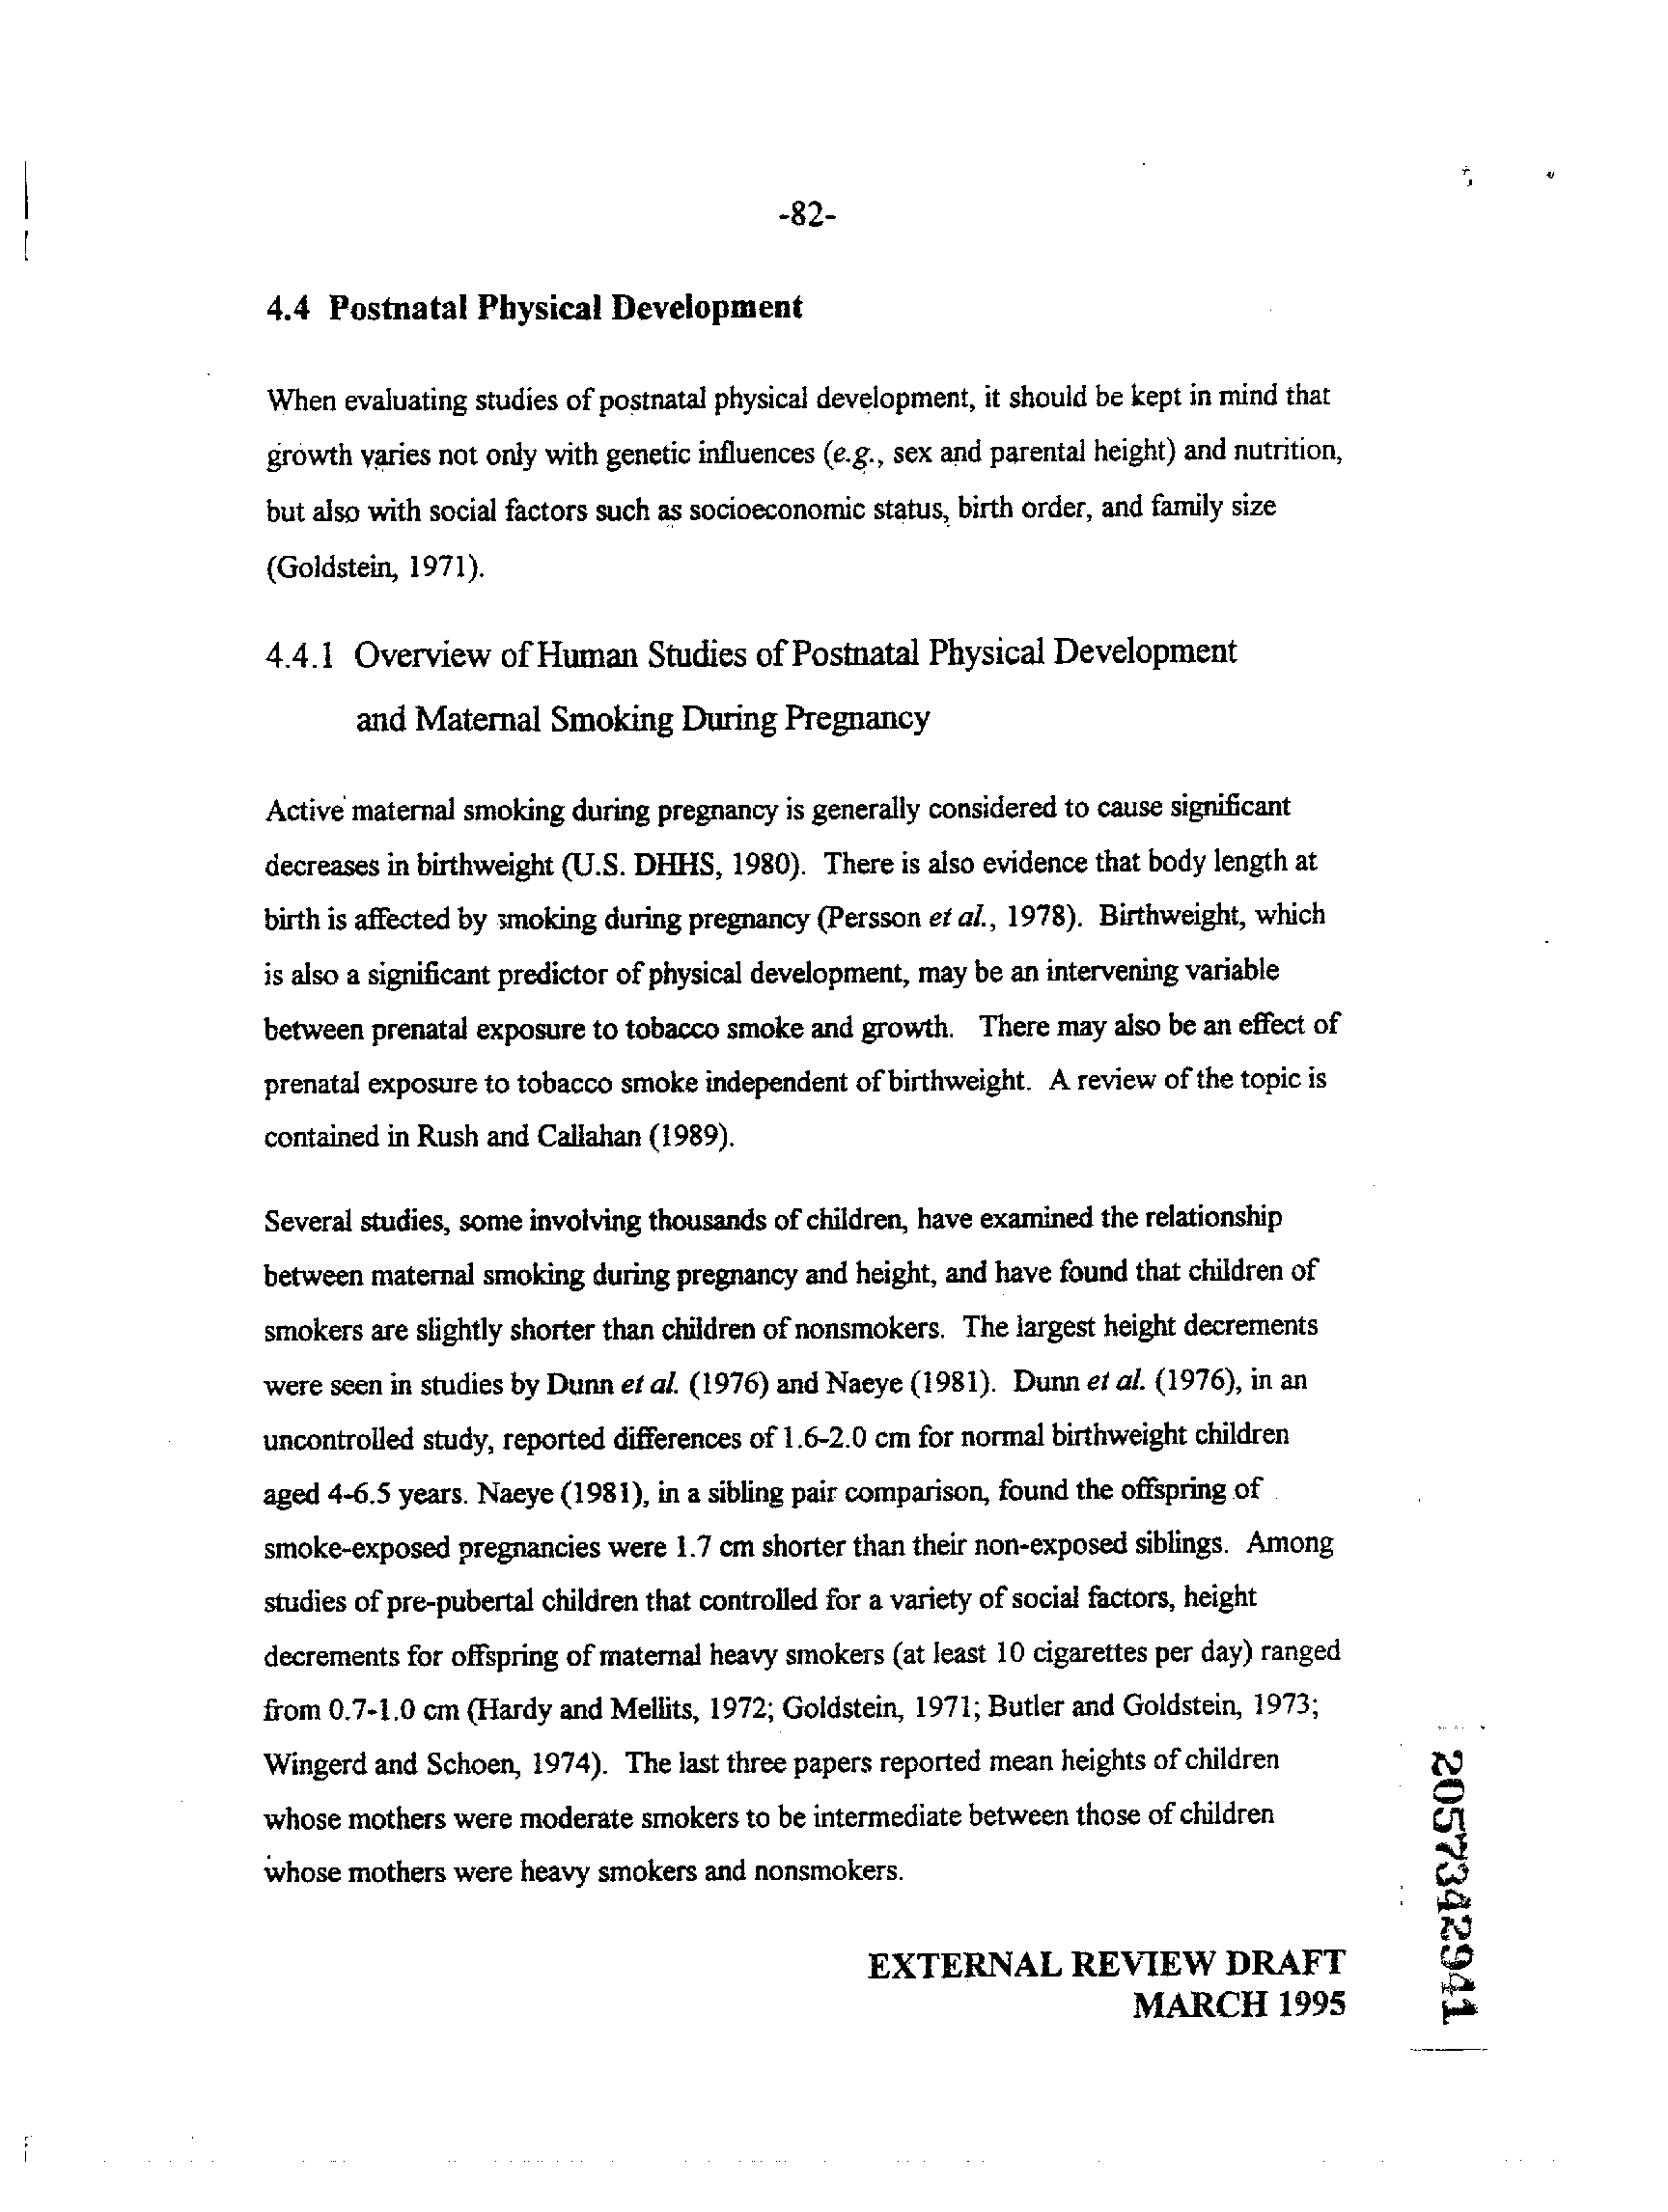 -82-
4.4 Postnatal Physical Development
When evaluating studies of postnatal physical development, it should be kept in mind that
growth varies not only with genetic influences (e.g., sex and parental height) and nutrition,
but also with social factors such as socioeconomic status, birth order, and family size
(Goldstein, 1971).
4.4.1 Overview of Human Studies of Postnatal Physical Development
and Maternal Smoking During Pregnancy
Active maternal smoking during pregnancy is generally considered to cause significant
decreases in birthweight (U.S. DHHS, 1980). There is also evidence that body length at
birth is affected by smoking during pregnancy (Persson et al., 1978). Birthweight, which
is also a significant predictor of physical development, may be an intervening variable
between prenatal exposure to tobacco smoke and growth. There may also be an effect of
prenatal exposure to tobacco smoke independent of birthweight. A review of the topic is
contained in Rush and Callahan (1989).
Several studies, some involving thousands of children, have examined the relationship
between maternal smoking during pregnancy and height, and have found that children of
smokers are slightly shorter than children of nonsmokers. The largest height decrements
were seen in studies by Dunn et al. (1976) and Naeye (1981). Dunn et al. (1976), in an
uncontrolled study, reported differences of 1.6-2.0 cm for normal birthweight children
aged 4-6.5 years. Naeye (1981), in a sibling pair comparison, found the offspring of
smoke-exposed pregnancies were 1.7 cm shorter than their non-exposed siblings. Among
studies of pre-pubertal children that controlled for a variety of social factors, height
decrements for offspring of maternal heavy smokers (at least 10 cigarettes per day) ranged
from 0.7-1.0 cm (Hardy and Mellits, 1972; Goldstein, 1971; Butler and Goldstein, 1973;
Wingerd and Schoen, 1974). The last three papers reported mean heights of children
whose mothers were moderate smokers to be intermediate between those of children
whose mothers were heavy smokers and nonsmokers.
EXTERNAL REVIEW DRAFT
MARCH 1995
2057342941